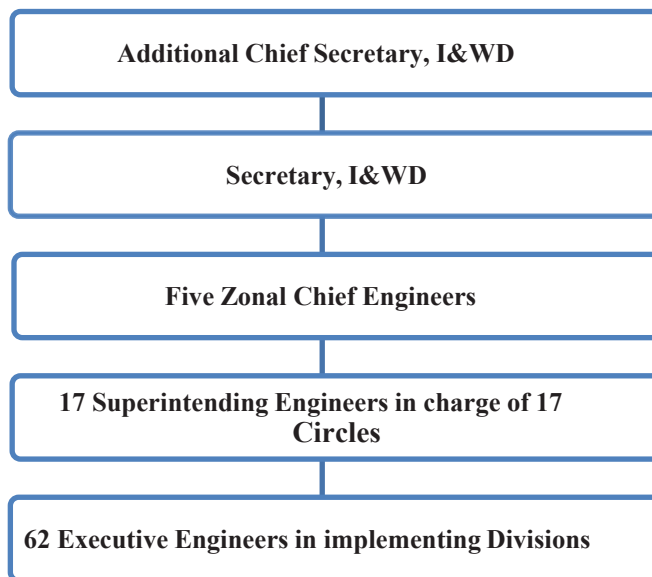 Additional Chief Secretary, I&WD
Secretary, I&WD
Five Zonal Chief Engineers
17 Superintending Engineers in charge of 17
Circles
62 Executive Engineers in implementing Divisions